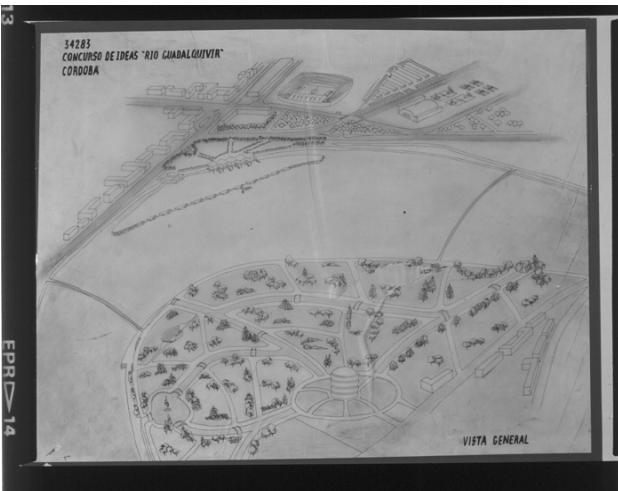 13
34283
CONCURSO DE IDEAS "RIO GUADALQUIVIR"
CORDOBA
EPR▷14
VISTA GENERAL